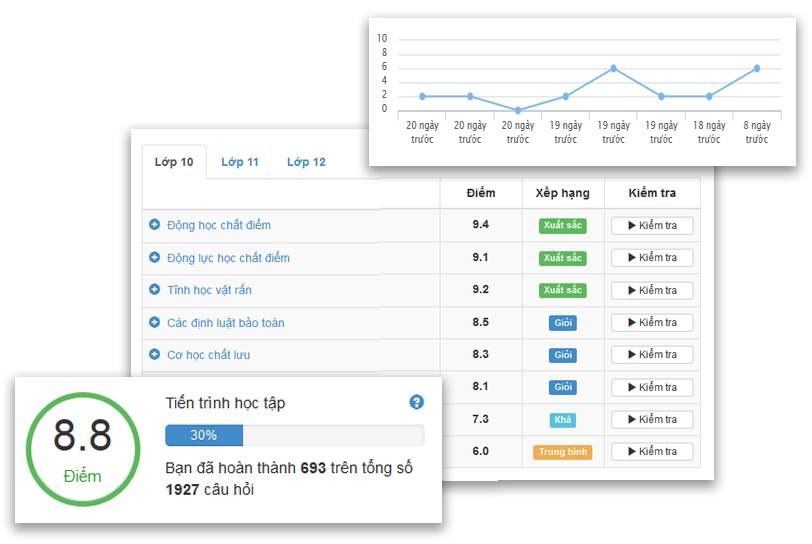 10
8
6
4
2
0
20 ngày trước
20 ngày trước
20 ngày trước
19 ngày trước
19 ngày trước
19 ngày trước
18 ngày trước
8 ngày trước
Lớp 10 Lớp 11 Lớp 12
Điểm Xếp hạng Kiểm tra
Động học chất điểm 9.4 Xuất sắc Kiểm tra
Động lực học chất điểm 9.1 Xuất sắc Kiểm tra
Tĩnh học vật rắn 9.2 Xuất sắc Kiểm tra
Các định luật bảo toàn 8.5 Giỏi Kiểm tra
Cơ học chất lưu 8.3 Giỏi Kiểm tra
8.1 Giỏi Kiểm tra
7.3 Khá Kiểm tra
6.0 Trung bình Kiểm tra
8.8
Điểm
Tiến trình học tập ?
30%
Bạn đã hoàn thành 693 trên tổng số
1927 câu hỏi